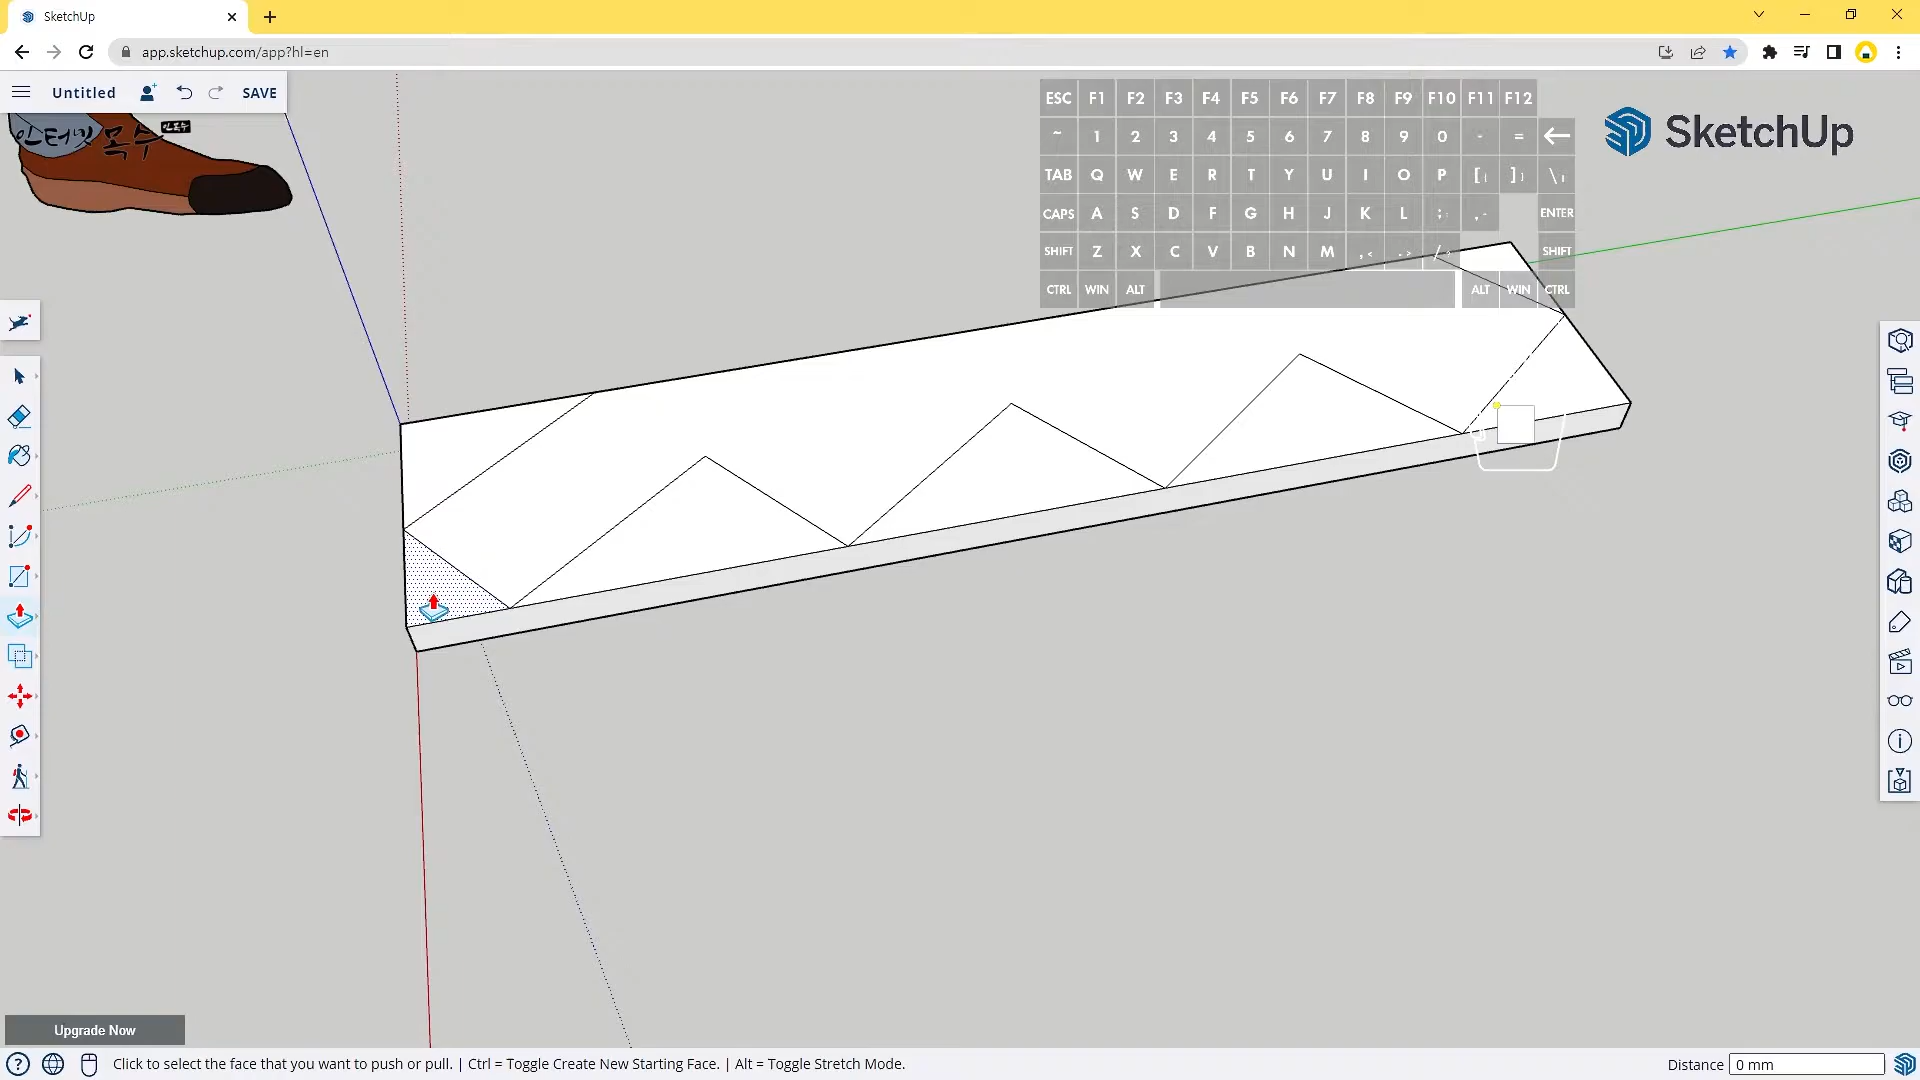 SketchUp
app.sketchup.com/app?hl=en
Untitled
SAVE
인터넷 목수
ESC F1 F2 F3 F4 F5 F6 F7 F8 F9 F10 F11 F12
~ 1 2 3 4 5 6 7 8 9 0 - =
TAB Q W E R T Y U I O P [ ] \
CAPS A S D F G H J K L ; ENTER
SHIFT Z X C V B N M , < . > / SHIFT
CTRL WIN ALT ALT WIN CTRL
SketchUp
Upgrade Now
Click to select the face that you want to push or pull. | Ctrl = Toggle Create New Starting Face. | Alt = Toggle Stretch Mode.
Distance 0 mm